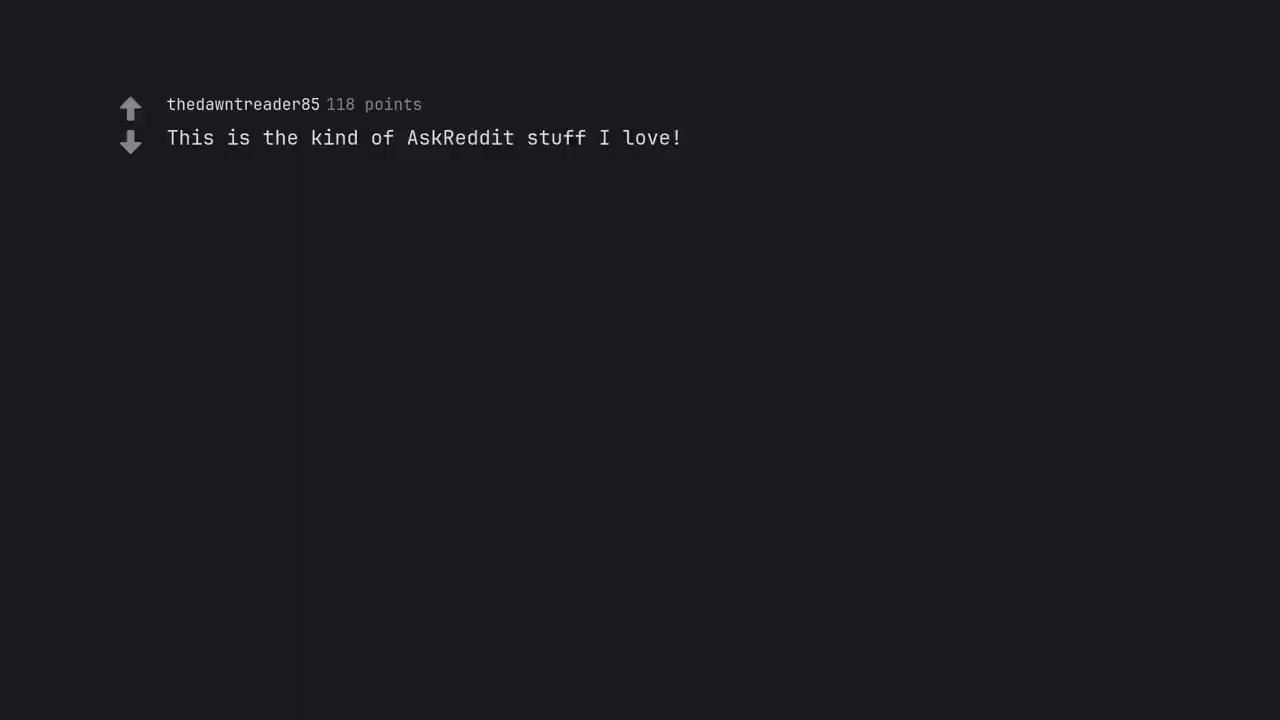 thedawntreader85 118 points
This is the kind of AskReddit stuff I love!